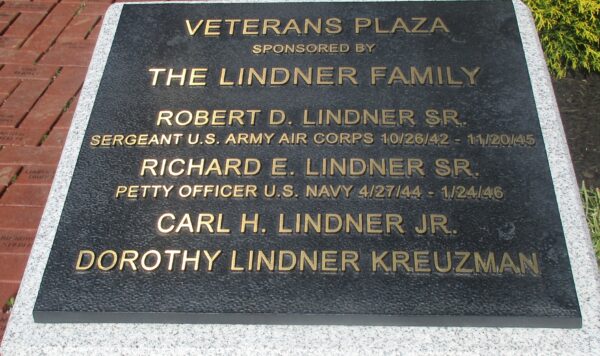 VETERANS PLAZA
SPONSORED BY
THE LINDNER FAMILY
ROBERT D. LINDNER SR.
SERGEANT U.S. ARMY AIR CORPS 10/26/42 - 11/20/45
RICHARD E. LINDNER SR.
PETTY OFFICER U.S. NAVY 4/27/44 - 1/24/46
CARL H. LINDNER JR.
DOROTHY LINDNER KREUZMAN